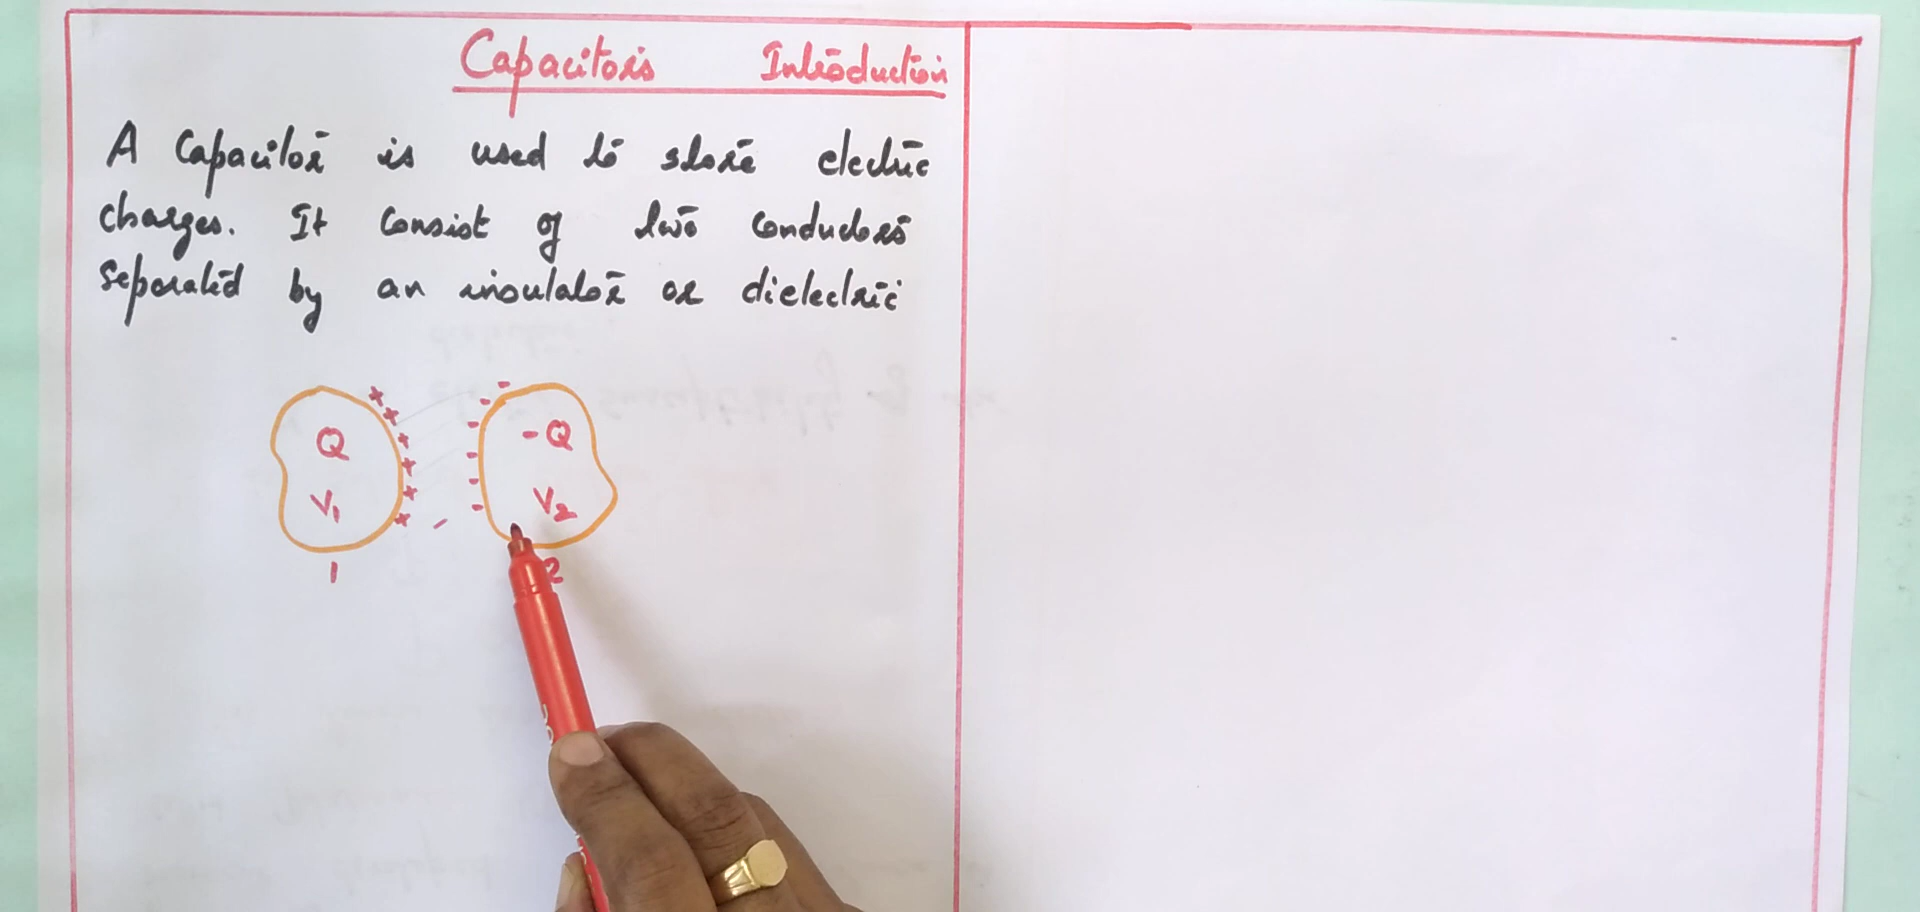 Capacitors Introduction
A Capacitor is used to store electric
charges. It Consist of two Conductors
Separated by an insulator or dielectric
Q -Q
V1 V2
1 2